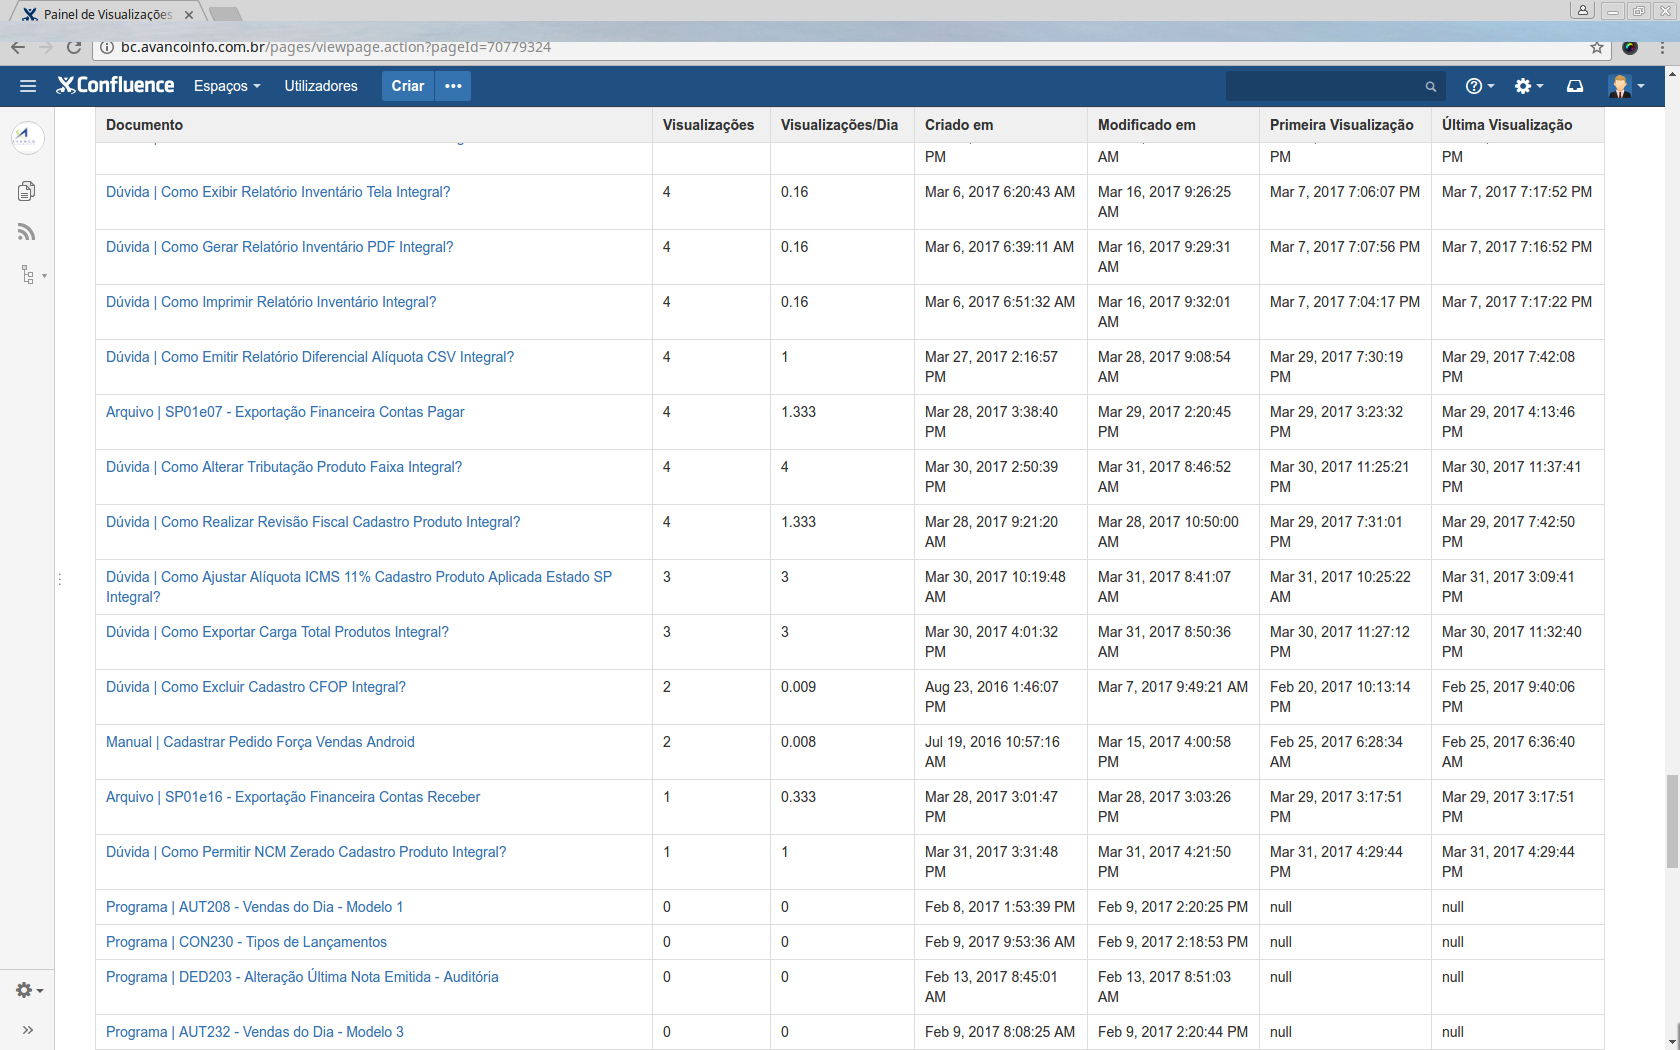 Painel de Visualizações
bc.avancoinfo.com.br/pages/viewpage.action?pageId=70779324
Confluence Espaços Utilizadores Criar •••
Documento Visualizações Visualizações/Dia Criado em Modificado em Primeira Visualização Última Visualização
PM AM PM PM
Dúvida | Como Exibir Relatório Inventário Tela Integral? 4 0.16 Mar 6, 2017 6:20:43 AM Mar 16, 2017 9:26:25 Mar 7, 2017 7:06:07 PM Mar 7, 2017 7:17:52 PM
AM
Dúvida | Como Gerar Relatório Inventário PDF Integral? 4 0.16 Mar 6, 2017 6:39:11 AM Mar 16, 2017 9:29:31 Mar 7, 2017 7:07:56 PM Mar 7, 2017 7:16:52 PM
AM
Dúvida | Como Imprimir Relatório Inventário Integral? 4 0.16 Mar 6, 2017 6:51:32 AM Mar 16, 2017 9:32:01 Mar 7, 2017 7:04:17 PM Mar 7, 2017 7:17:22 PM
AM
Dúvida | Como Emitir Relatório Diferencial Alíquota CSV Integral? 4 1 Mar 27, 2017 2:16:57 Mar 28, 2017 9:08:54 Mar 29, 2017 7:30:19 Mar 29, 2017 7:42:08
PM AM PM PM
Arquivo | SP01e07 - Exportação Financeira Contas Pagar 4 1.333 Mar 28, 2017 3:38:40 Mar 29, 2017 2:20:45 Mar 29, 2017 3:23:32 Mar 29, 2017 4:13:46
PM PM PM PM
Dúvida | Como Alterar Tributação Produto Faixa Integral? 4 4 Mar 30, 2017 2:50:39 Mar 31, 2017 8:46:52 Mar 30, 2017 11:25:21 Mar 30, 2017 11:37:41
PM AM PM PM
Dúvida | Como Realizar Revisão Fiscal Cadastro Produto Integral? 4 1.333 Mar 28, 2017 9:21:20 Mar 28, 2017 10:50:00 Mar 29, 2017 7:31:01 Mar 29, 2017 7:42:50
AM AM PM PM
Dúvida | Como Ajustar Alíquota ICMS 11% Cadastro Produto Aplicada Estado SP 3 3 Mar 30, 2017 10:19:48 Mar 31, 2017 8:41:07 Mar 31, 2017 10:25:22 Mar 31, 2017 3:09:41
Integral? AM AM AM PM
Dúvida | Como Exportar Carga Total Produtos Integral? 3 3 Mar 30, 2017 4:01:32 Mar 31, 2017 8:50:36 Mar 30, 2017 11:27:12 Mar 30, 2017 11:32:40
PM AM PM PM
Dúvida | Como Excluir Cadastro CFOP Integral? 2 0.009 Aug 23, 2016 1:46:07 Mar 7, 2017 9:49:21 AM Feb 20, 2017 10:13:14 Feb 25, 2017 9:40:06
PM PM PM
Manual | Cadastrar Pedido Força Vendas Android 2 0.008 Jul 19, 2016 10:57:16 Mar 15, 2017 4:00:58 Feb 25, 2017 6:28:34 Feb 25, 2017 6:36:40
AM PM AM AM
Arquivo | SP01e16 - Exportação Financeira Contas Receber 1 0.333 Mar 28, 2017 3:01:47 Mar 28, 2017 3:03:26 Mar 29, 2017 3:17:51 Mar 29, 2017 3:17:51
PM PM PM PM
Dúvida | Como Permitir NCM Zerado Cadastro Produto Integral? 1 1 Mar 31, 2017 3:31:48 Mar 31, 2017 4:21:50 Mar 31, 2017 4:29:44 Mar 31, 2017 4:29:44
PM PM PM PM
Programa | AUT208 - Vendas do Dia - Modelo 1 0 0 Feb 8, 2017 1:53:39 PM Feb 9, 2017 2:20:25 PM null null
Programa | CON230 - Tipos de Lançamentos 0 0 Feb 9, 2017 9:53:36 AM Feb 9, 2017 2:18:53 PM null null
Programa | DED203 - Alteração Última Nota Emitida - Auditória 0 0 Feb 13, 2017 8:45:01 Feb 13, 2017 8:51:03 null null
AM AM
Programa | AUT232 - Vendas do Dia - Modelo 3 0 0 Feb 9, 2017 8:08:25 AM Feb 9, 2017 2:20:44 PM null null